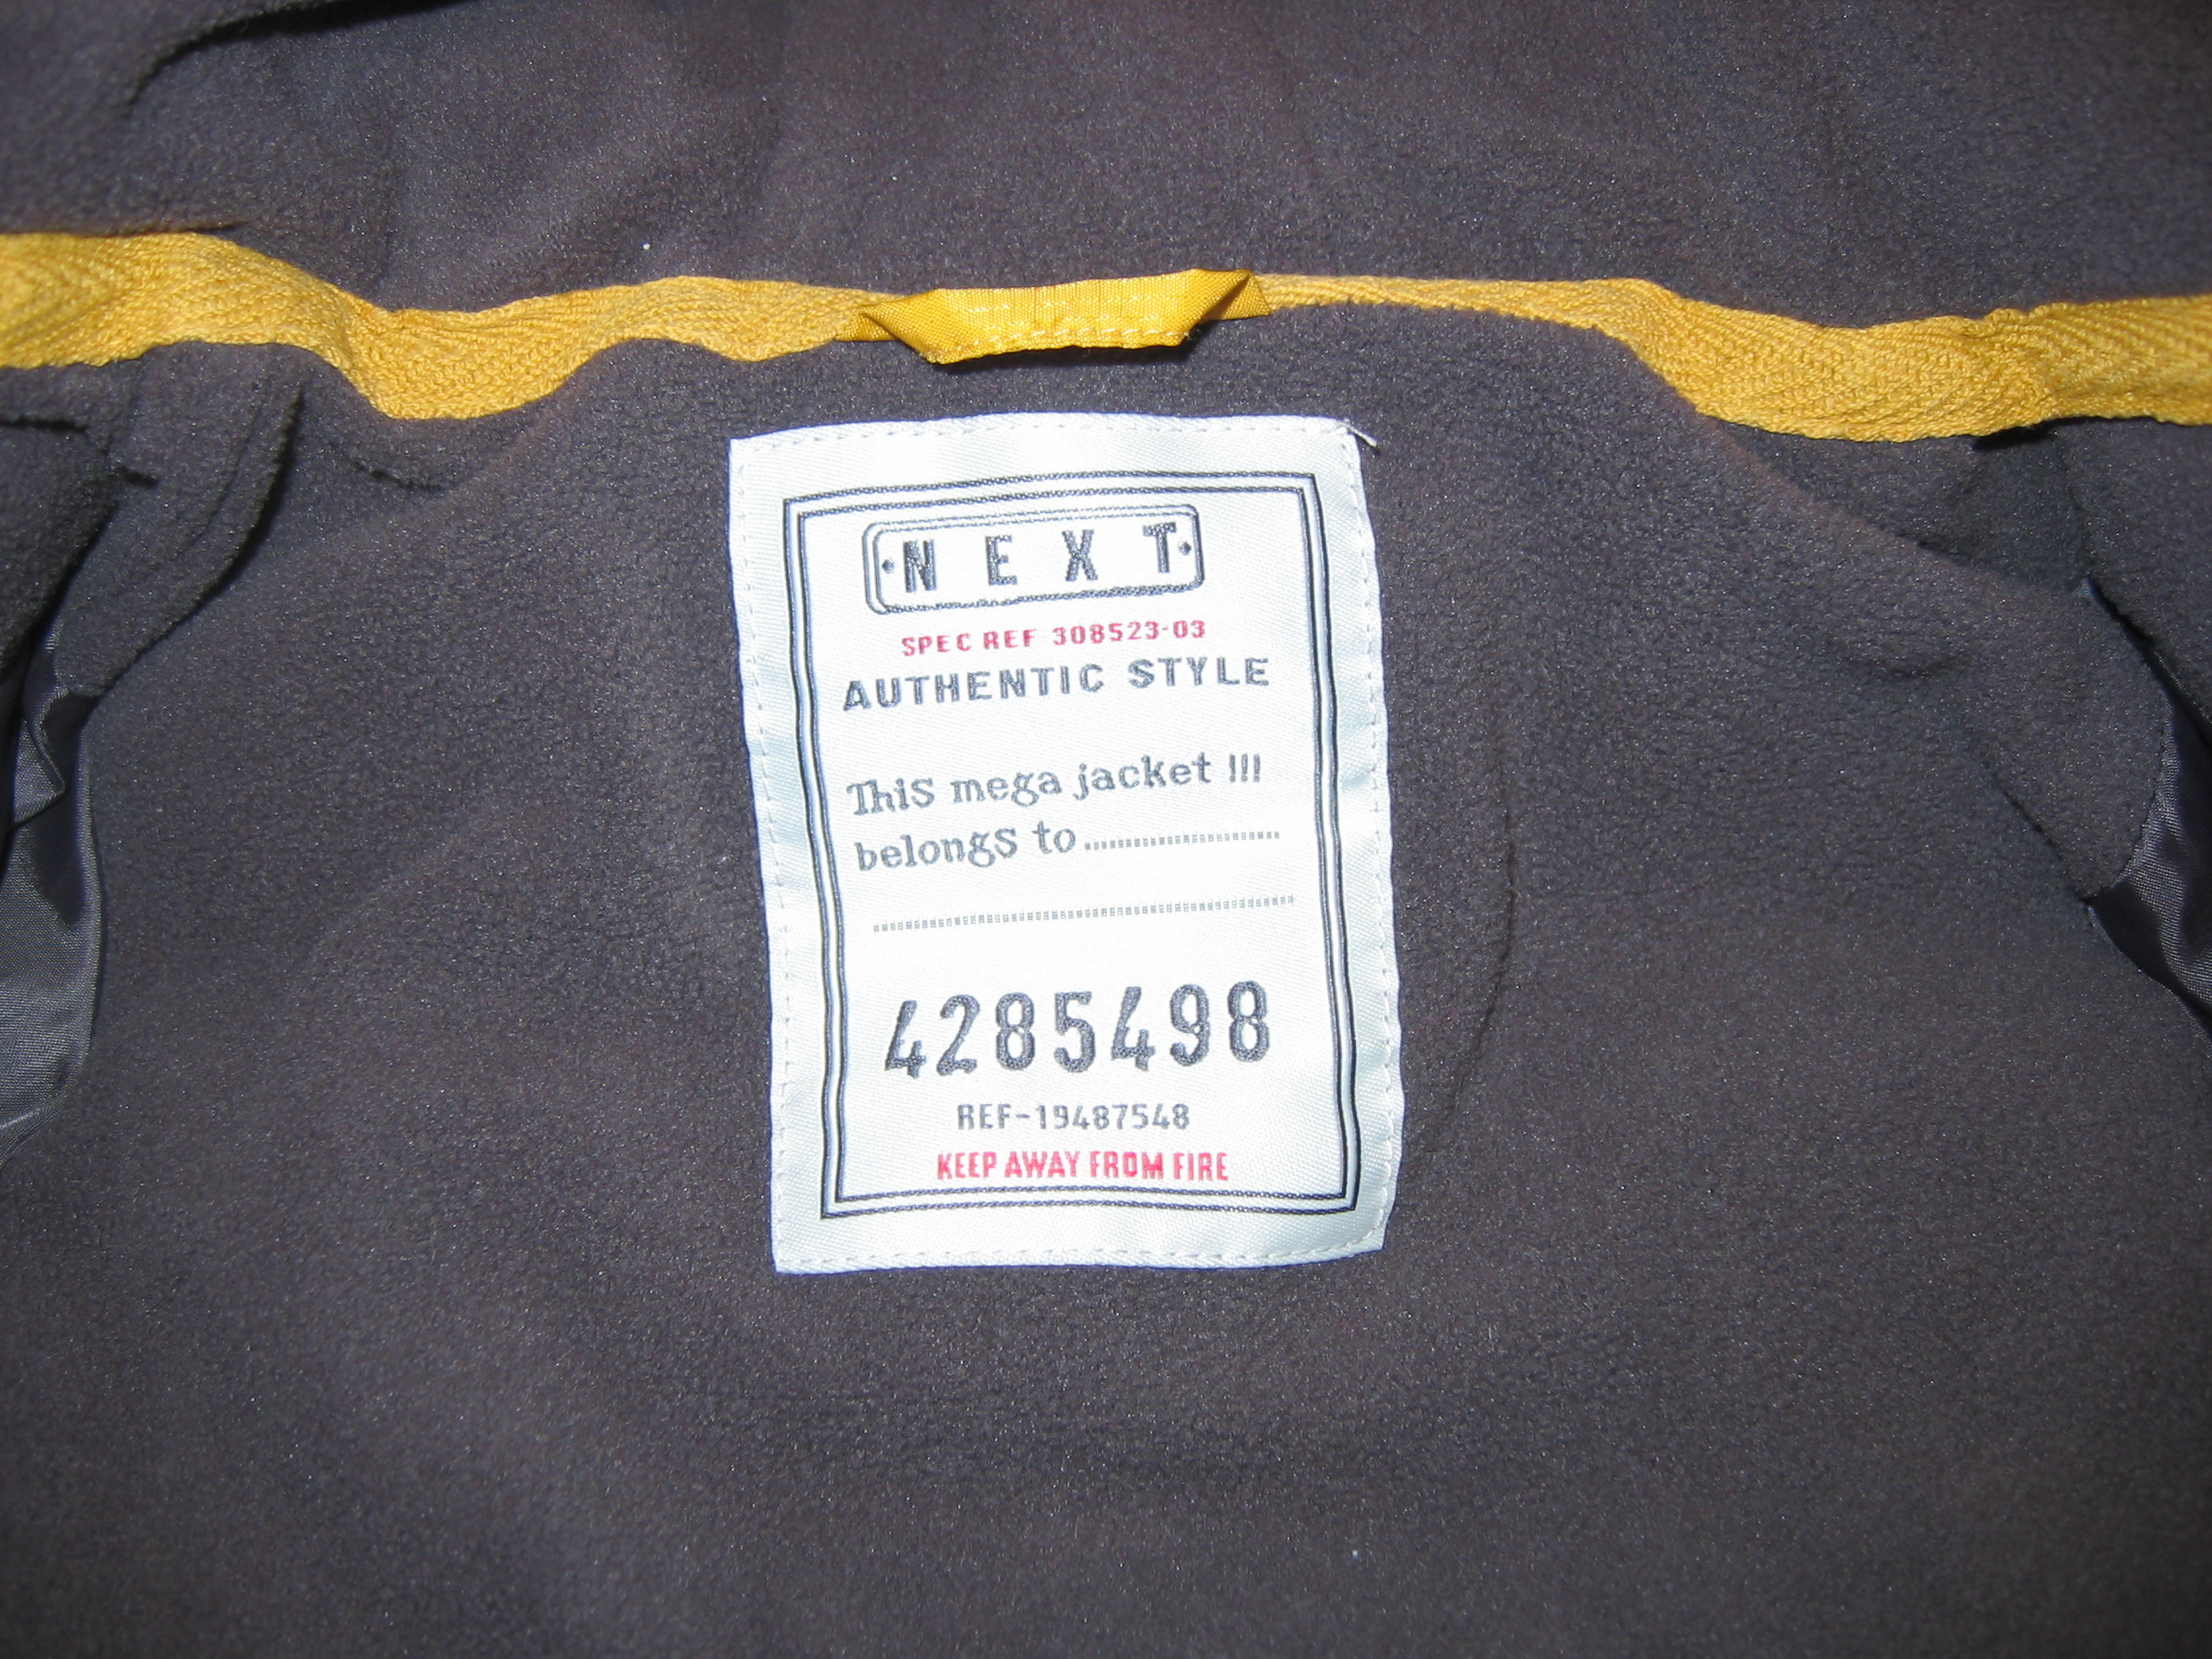 NEXT
SPEC REF 308523-03
AUTHENTIC STYLE
This mega jacket !!!
belongs to ........................
....................................................
4285498
REF-19487548
KEEP AWAY FROM FIRE